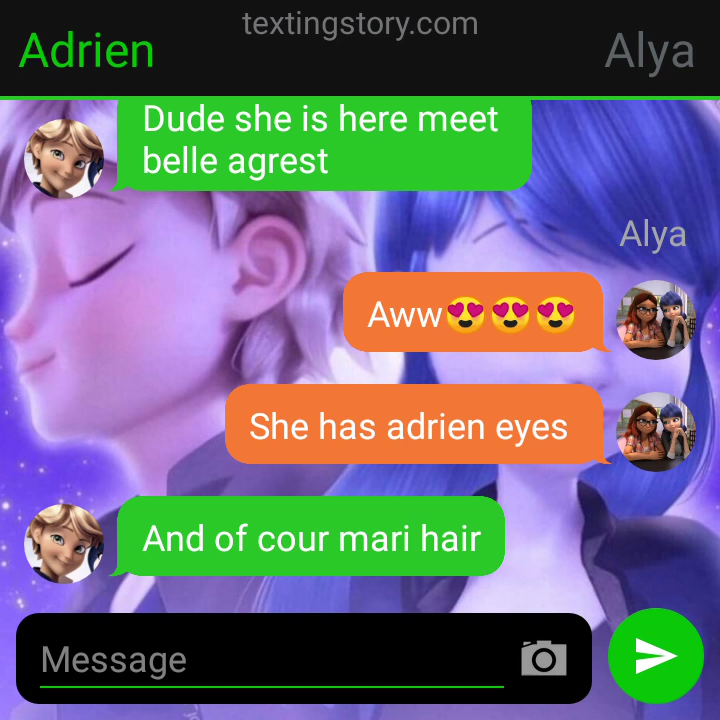 textingstory.com
Adrien
Alya
Dude she is here meet
belle agrest
Alya
Aww😍😍😍
She has adrien eyes
And of cour mari hair
Message